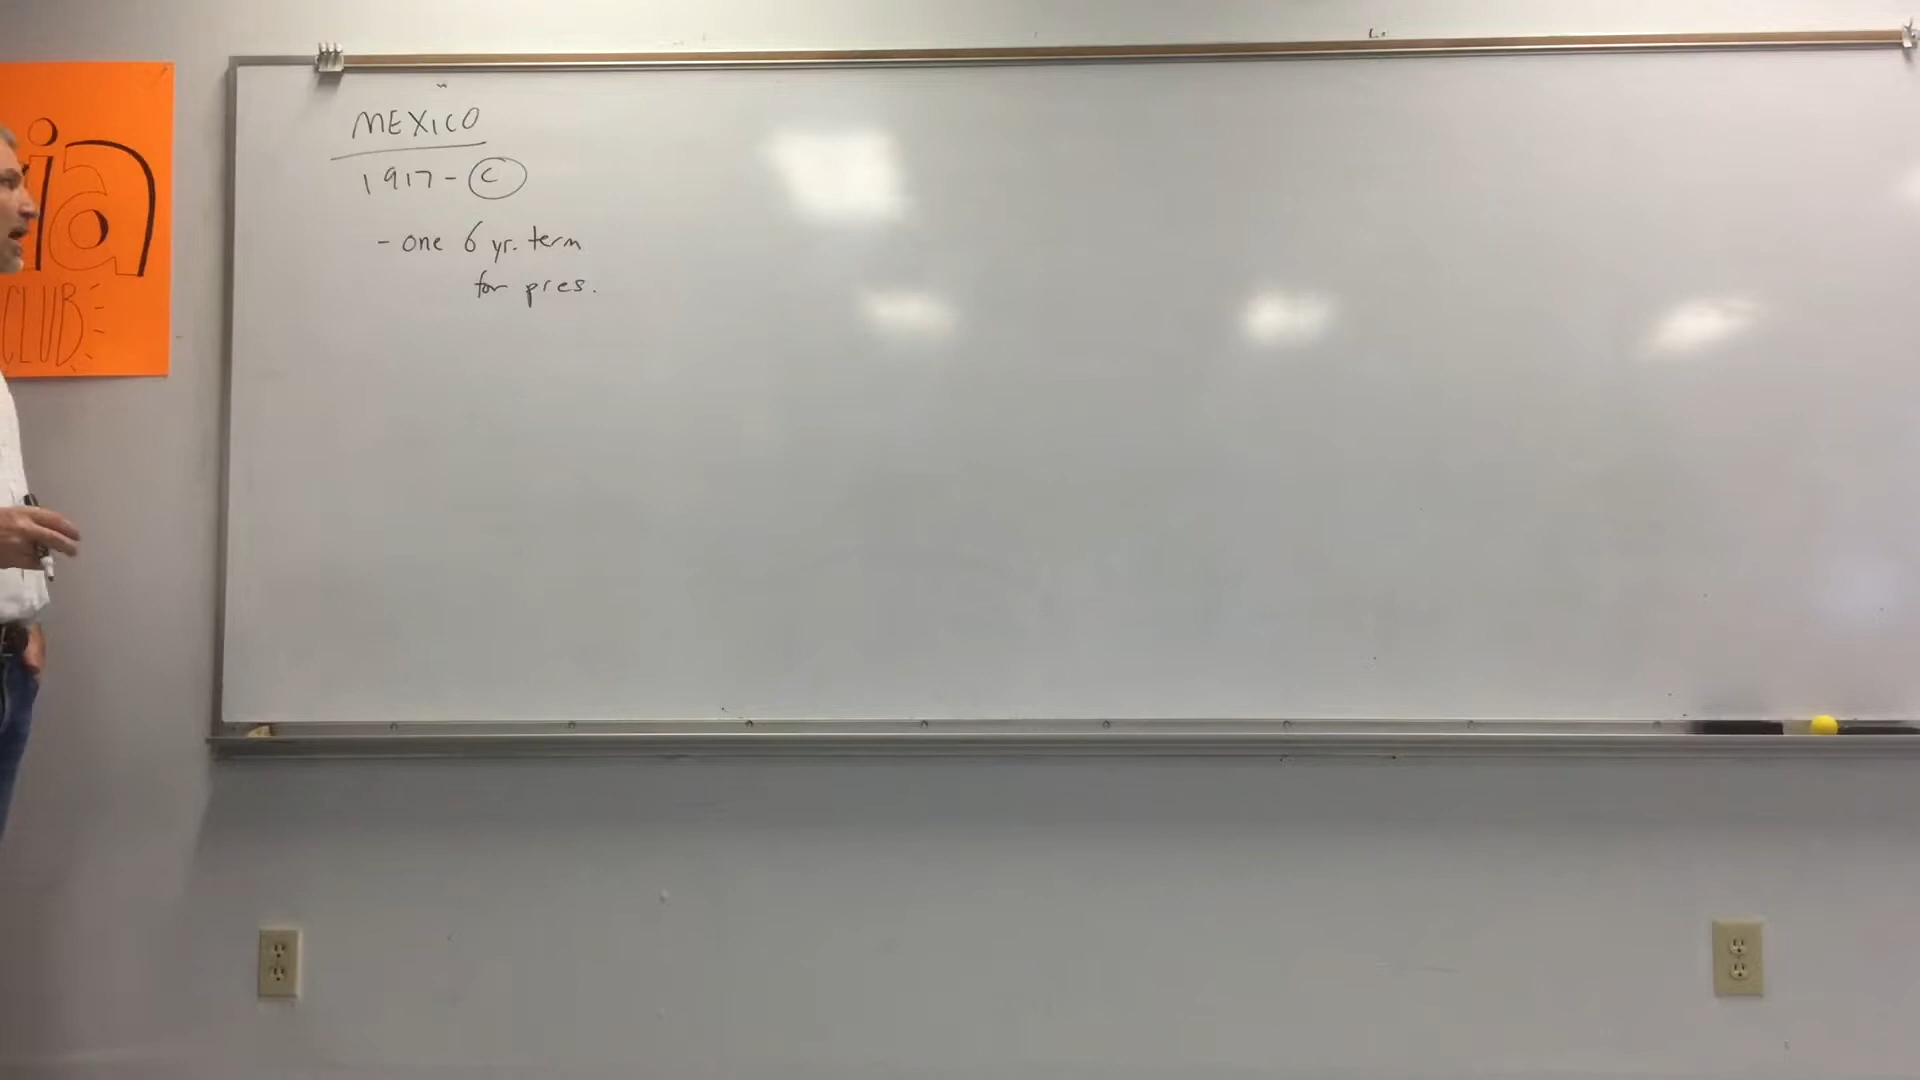 MEXICO
1917 - C
- one 6 yr. term
for pres.
ia
CLUB